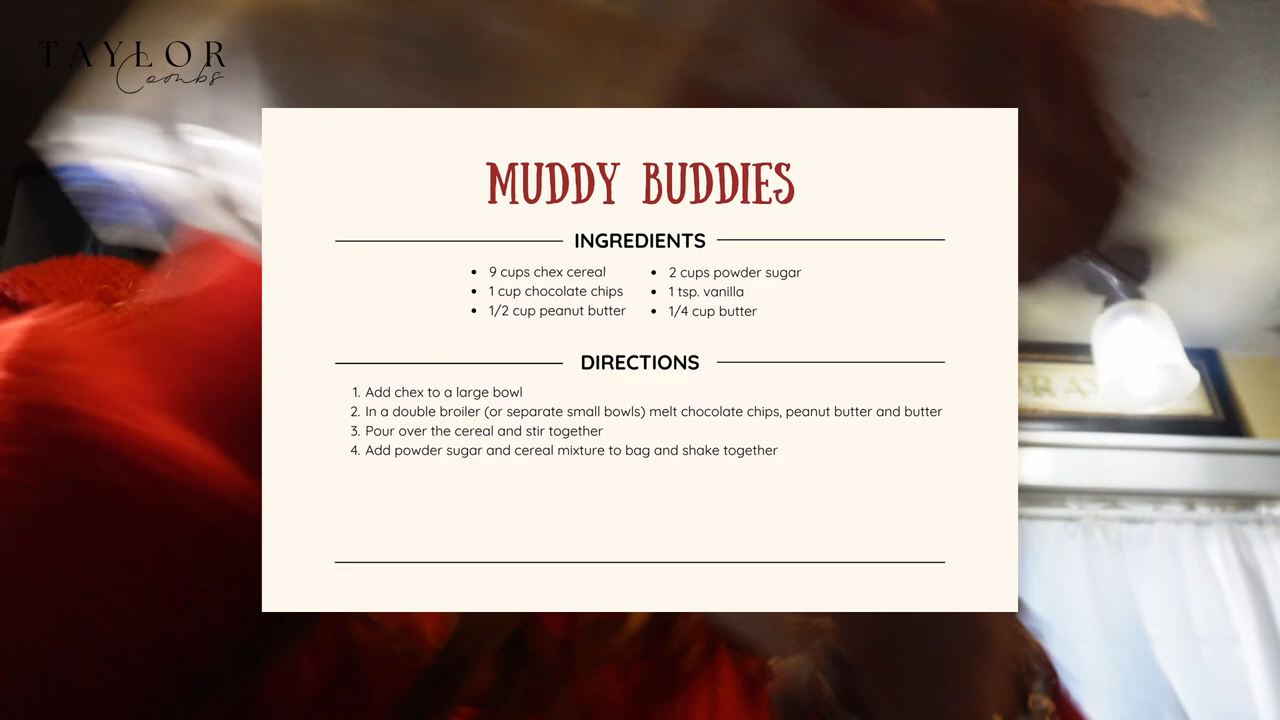 TAYLOR
Coombs
MUDDY BUDDIES
INGREDIENTS
• 9 cups chex cereal
• 1 cup chocolate chips
• 1/2 cup peanut butter
• 2 cups powder sugar
• 1 tsp. vanilla
• 1/4 cup butter
DIRECTIONS
1. Add chex to a large bowl
2. In a double broiler (or separate small bowls) melt chocolate chips, peanut butter and butter
3. Pour over the cereal and stir together
4. Add powder sugar and cereal mixture to bag and shake together